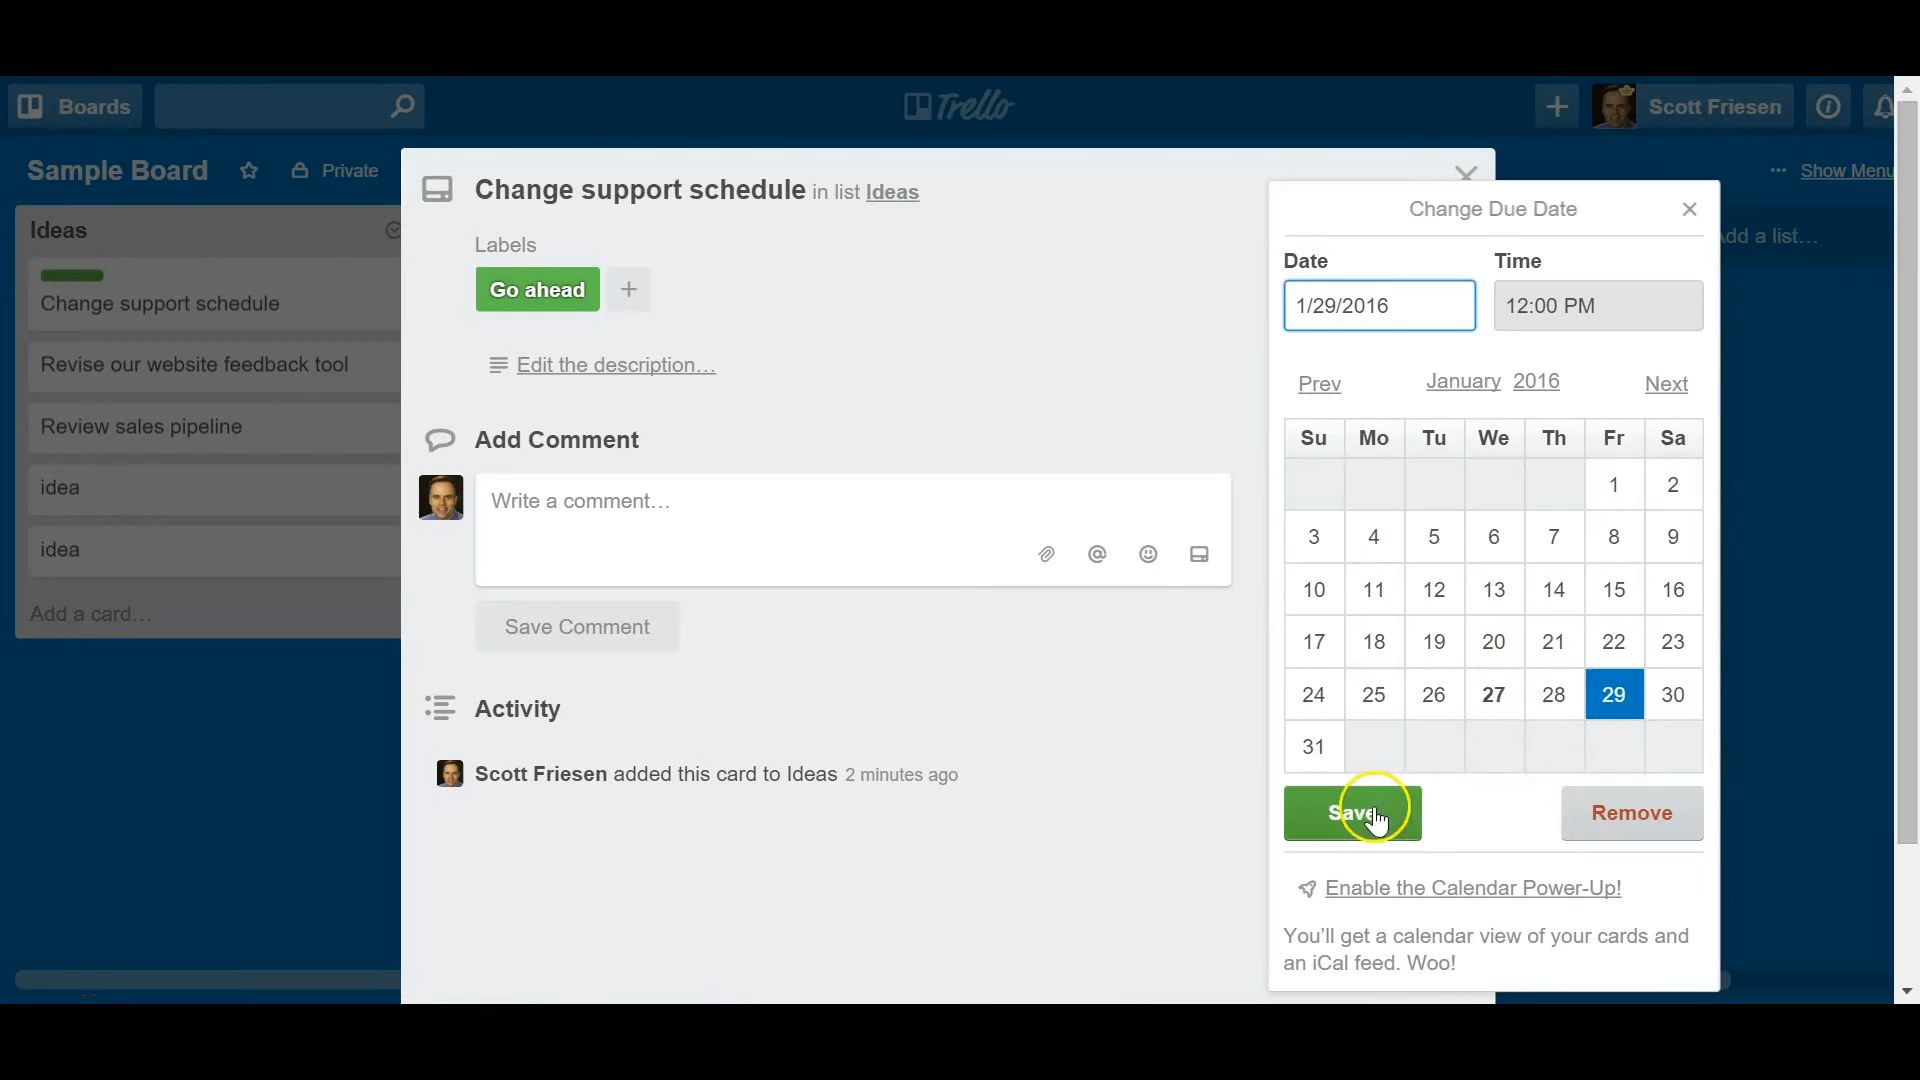 Boards
Trello
Scott Friesen
Sample Board
Private
Show Menu
Ideas
Change support schedule
Revise our website feedback tool
Review sales pipeline
idea
idea
Add a card…
Change support schedule in list Ideas
Labels
Go ahead +
Edit the description…
Add Comment
Write a comment…
Save Comment
Activity
Scott Friesen added this card to Ideas 2 minutes ago
Change Due Date
Date Time
1/29/2016 12:00 PM
Prev January 2016 Next
Su Mo Tu We Th Fr Sa
1 2
3 4 5 6 7 8 9
10 11 12 13 14 15 16
17 18 19 20 21 22 23
24 25 26 27 28 29 30
31
Save Remove
Enable the Calendar Power-Up!
You'll get a calendar view of your cards and
an iCal feed. Woo!
dd a list…